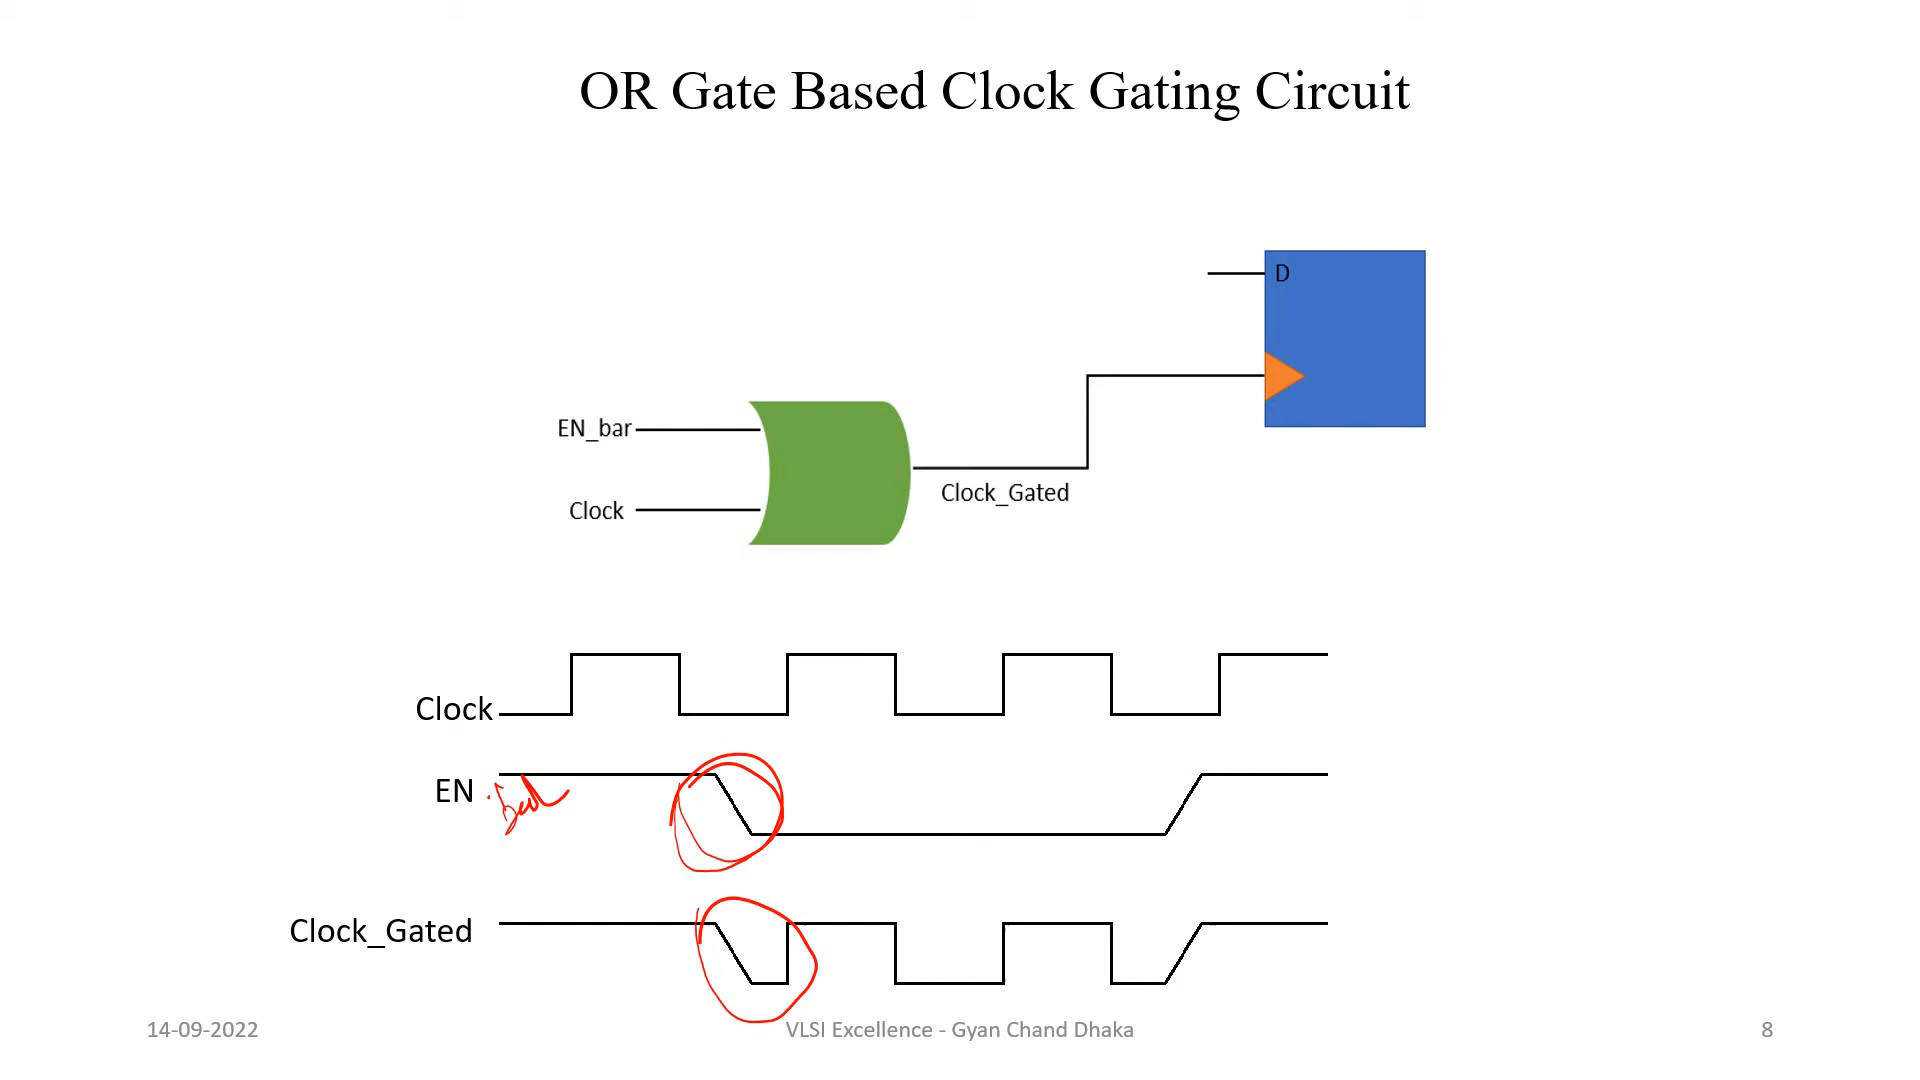 OR Gate Based Clock Gating Circuit
D
EN_bar
Clock
Clock_Gated
Clock
EN
Clock_Gated
14-09-2022
VLSI Excellence - Gyan Chand Dhaka
8